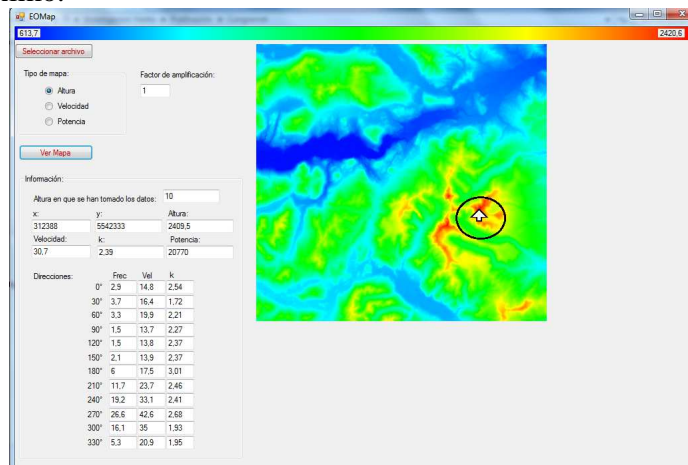 EOMap
613,7 2420,6
Seleccionar archivo
Tipo de mapa: Factor de amplificación:
Altura 1
Velocidad
Potencia
Ver Mapa
Información:
Altura en que se han tomado los datos: 10
x: y: Altura:
312388 5542333 2409,5
Velocidad: k: Potencia:
30,7 2,39 20770
Direcciones: Frec Vel k
0° 2,9 14,8 2,54
30° 3,7 16,4 1,72
60° 3,3 19,9 2,21
90° 1,5 13,7 2,27
120° 1,5 13,8 2,37
150° 2,1 13,9 2,37
180° 6 17,5 3,01
210° 11,7 23,7 2,46
240° 19,2 33,1 2,41
270° 26,6 42,6 2,68
300° 16,1 35 1,93
330° 5,3 20,9 1,95